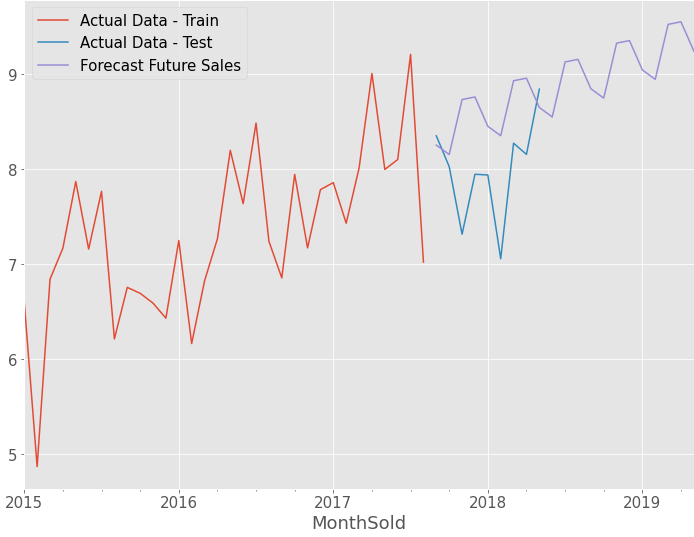 Actual Data - Train
Actual Data - Test
Forecast Future Sales
9
8
7
6
5
2015 2016 2017 2018 2019
MonthSold